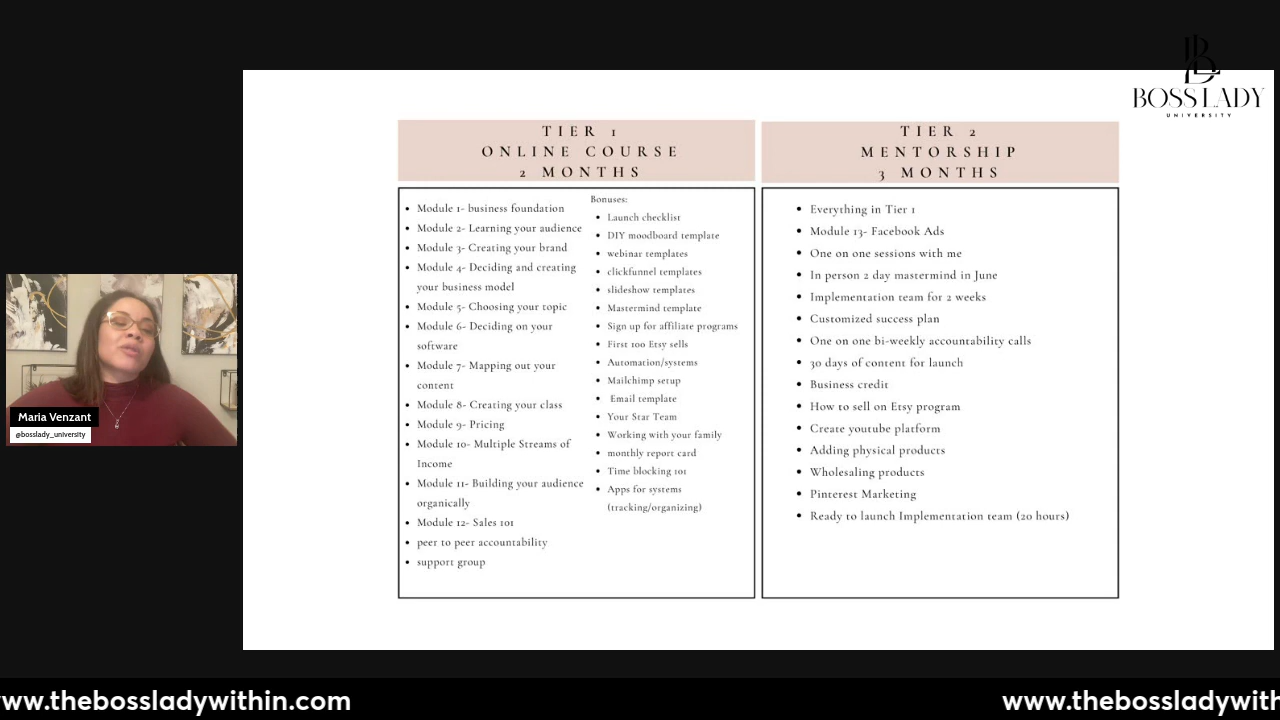 BOSS LADY
UNIVERSITY
TIER 1
ONLINE COURSE
2 MONTHS
Module 1- business foundation
Module 2- Learning your audience
Module 3- Creating your brand
Module 4- Deciding and creating
your business model
Module 5- Choosing your topic
Module 6- Deciding on your
software
Module 7- Mapping out your
content
Module 8- Creating your class
Module 9- Pricing
Module 10- Multiple Streams of
Income
Module 11- Building your audience
organically
Module 12- Sales 101
peer to peer accountability
support group
Bonuses:
Launch checklist
DIY moodboard template
webinar templates
clickfunnel templates
slideshow templates
Mastermind template
Sign up for affiliate programs
First 100 Etsy sells
Automation/systems
Mailchimp setup
Email template
Your Star Team
Working with your family
monthly report card
Time blocking 101
Apps for systems
(tracking/organizing)
TIER 2
MENTORSHIP
3 MONTHS
Everything in Tier 1
Module 13- Facebook Ads
One on one sessions with me
In person 2 day mastermind in June
Implementation team for 2 weeks
Customized success plan
One on one bi-weekly accountability calls
30 days of content for launch
Business credit
How to sell on Etsy program
Create youtube platform
Adding physical products
Wholesaling products
Pinterest Marketing
Ready to launch Implementation team (20 hours)
Maria Venzant
@bosslady_university
ww.thebossladywithin.com
www.thebossladywith